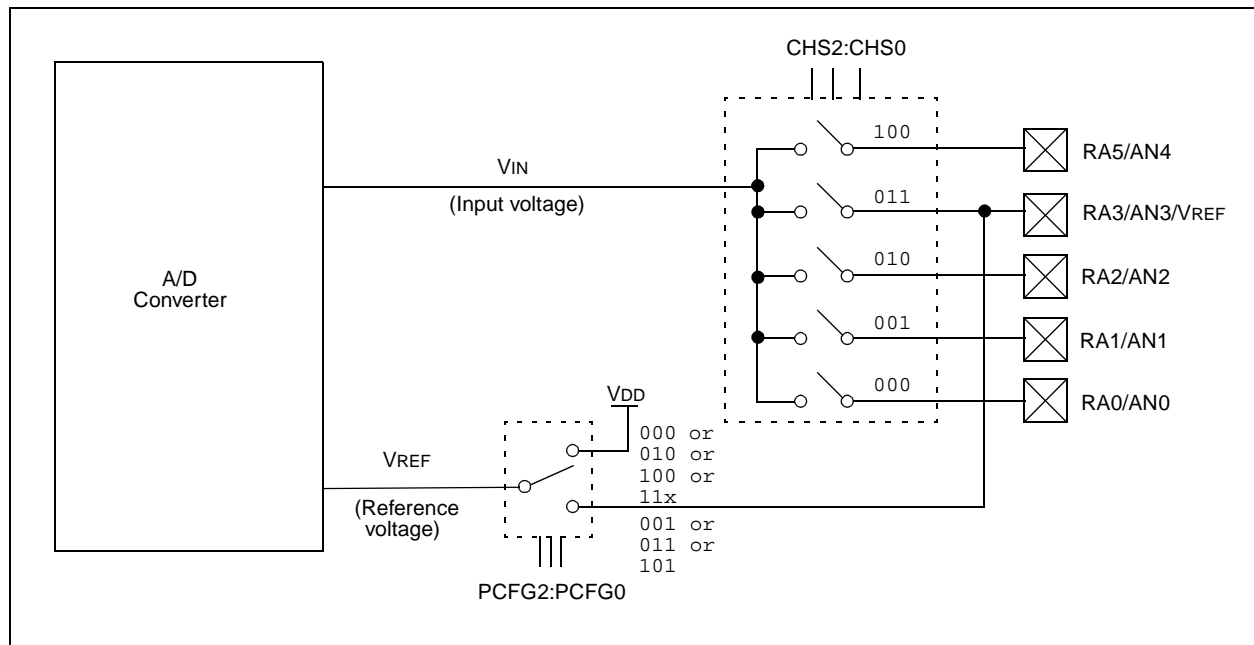 CHS2:CHS0
100
RA5/AN4
VIN
(Input voltage)
011
RA3/AN3/VREF
A/D
Converter
010
RA2/AN2
001
RA1/AN1
000
RA0/AN0
VDD
000 or
010 or
100 or
11x
VREF
(Reference
voltage)
001 or
011 or
101
PCFG2:PCFG0